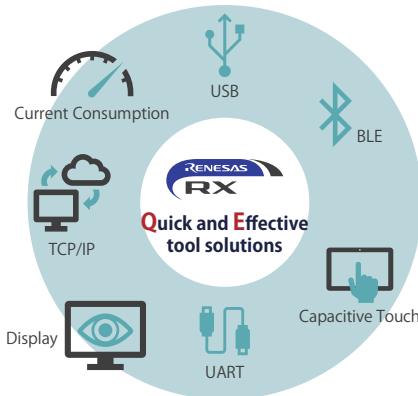 USB
Current Consumption
BLE
RENESAS
RX
Quick and Effective
tool solutions
TCP/IP
Capacitive Touch
Display
UART